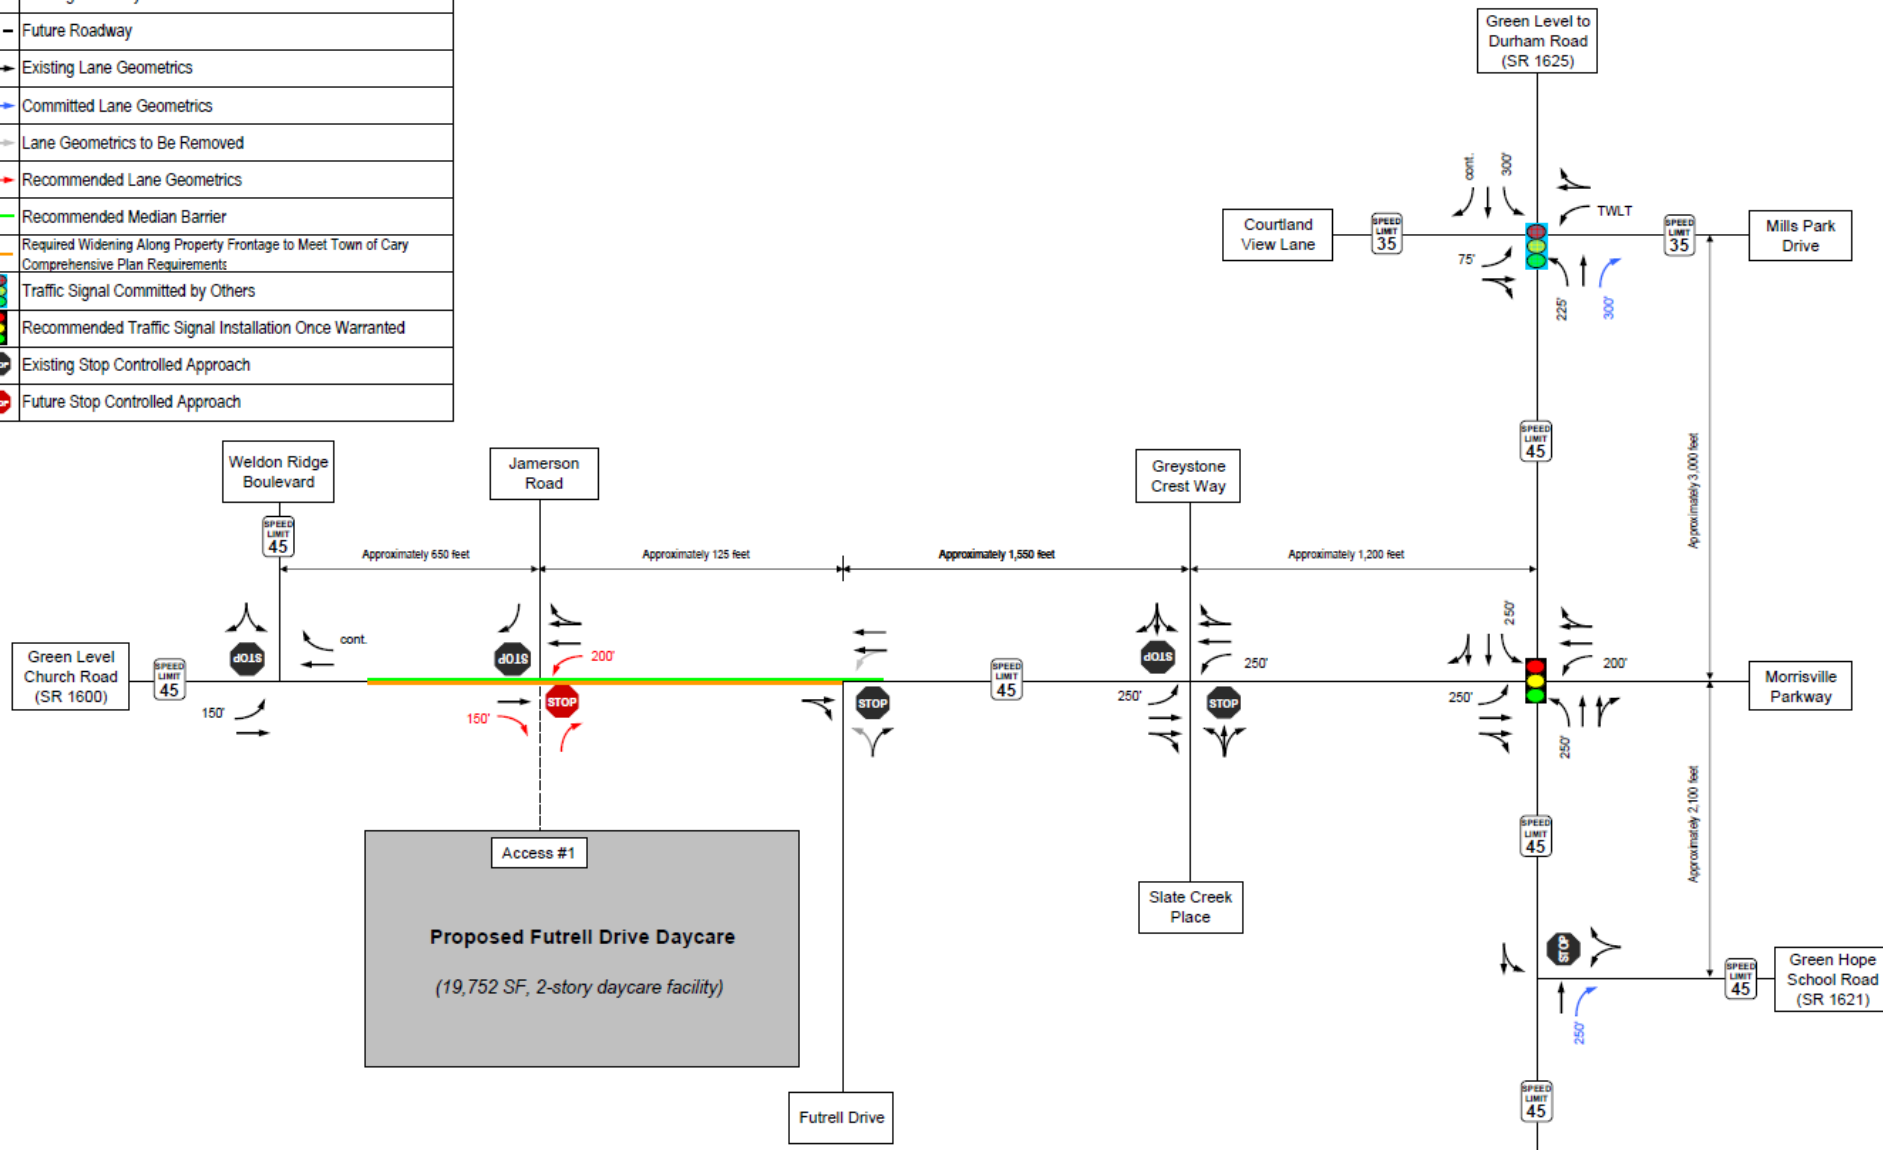 Future Roadway
Existing Lane Geometrics
Committed Lane Geometrics
Lane Geometrics to Be Removed
Recommended Lane Geometrics
Recommended Median Barrier
Required Widening Along Property Frontage to Meet Town of Cary
Comprehensive Plan Requirements
Traffic Signal Committed by Others
Recommended Traffic Signal Installation Once Warranted
Existing Stop Controlled Approach
Future Stop Controlled Approach
Green Level to
Durham Road
(SR 1625)
cont.
300'
TWLT
Courtland
View Lane
SPEED
LIMIT
35
SPEED
LIMIT
35
Mills Park
Drive
75'
225'
300'
SPEED
LIMIT
45
Approximately 3,000 feet
Weldon Ridge
Boulevard
Jamerson
Road
Greystone
Crest Way
SPEED
LIMIT
45
Approximately 650 feet
Approximately 125 feet
Approximately 1,550 feet
Approximately 1,200 feet
Green Level
Church Road
(SR 1600)
SPEED
LIMIT
45
STOP
cont.
150'
STOP
200'
150'
STOP
STOP
SPEED
LIMIT
45
STOP
250'
250'
STOP
250'
250'
200'
250'
Morrisville
Parkway
Access #1
Proposed Futrell Drive Daycare
(19,752 SF, 2-story daycare facility)
Slate Creek
Place
Futrell Drive
SPEED
LIMIT
45
Approximately 2,100 feet
STOP
250'
SPEED
LIMIT
45
Green Hope
School Road
(SR 1621)
SPEED
LIMIT
45